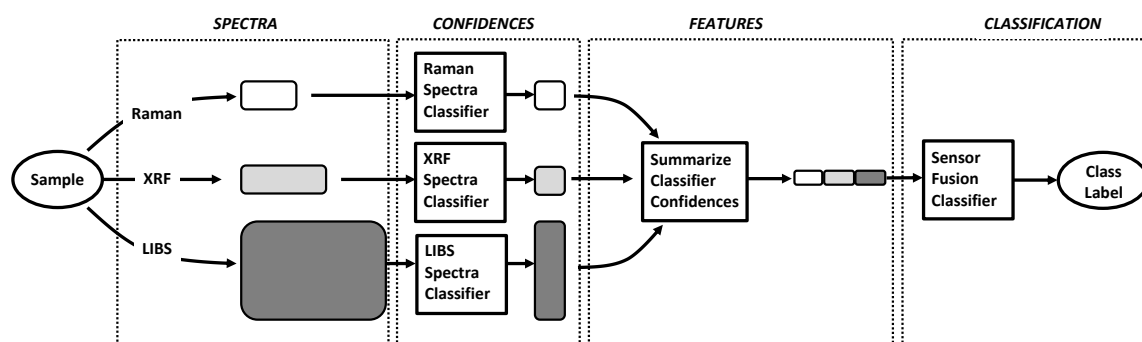 SPECTRA
CONFIDENCES
FEATURES
CLASSIFICATION
Sample
Raman
XRF
LIBS
Raman
Spectra
Classifier
XRF
Spectra
Classifier
LIBS
Spectra
Classifier
Summarize
Classifier
Confidences
Sensor
Fusion
Classifier
Class
Label